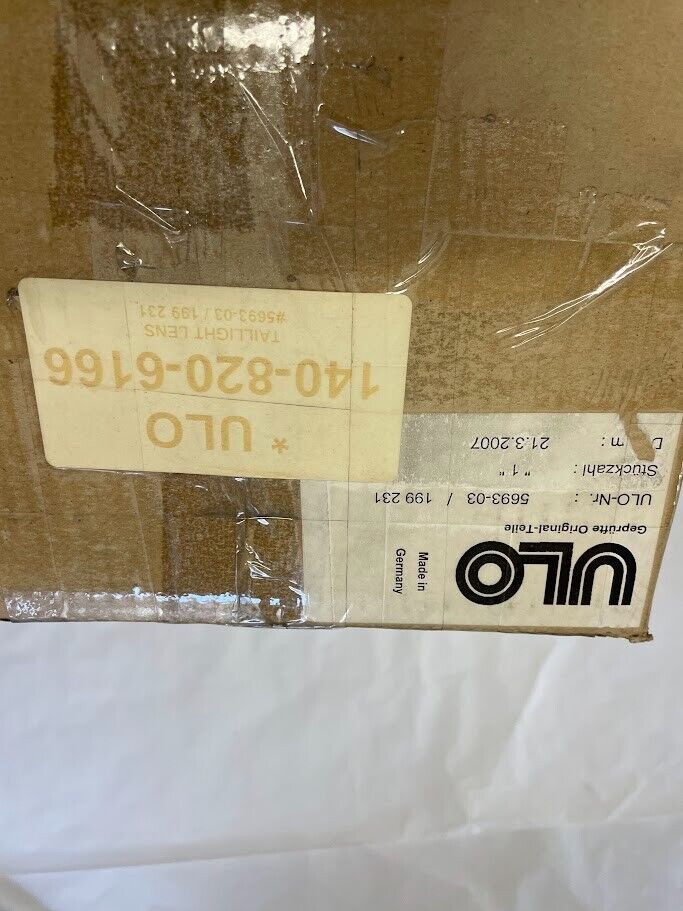 ULO
Geprüfte Original-Teile
Made in
Germany
ULO-Nr. : 5693-03 / 199 231
Stückzahl : " 1 "
21.3.2007
* ULO
140-820-6166
TAILLIGHT LENS
#5693-03 / 199 231